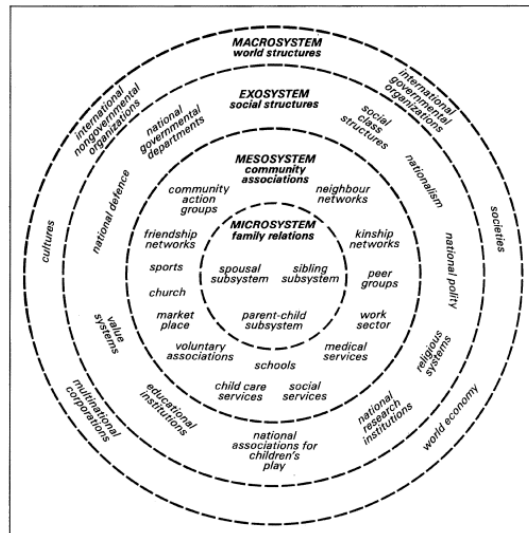 MACROSYSTEM
world structures
international
nongovernmental
organizations
international
governmental
organizations
cultures
societies
multinational
corporations
world economy
EXOSYSTEM
social structures
national
governmental
departments
social
class
structures
national defence
nationalism
national polity
value
systems
religious
systems
educational
institutions
national
research
institutions
national
associations for
children's
play
MESOSYSTEM
community
associations
community
action
groups
neighbour
networks
friendship
networks
kinship
networks
sports
peer
groups
church
market
place
work
sector
voluntary
associations
medical
services
schools
child care
services
social
services
MICROSYSTEM
family relations
spousal
subsystem
sibling
subsystem
parent-child
subsystem